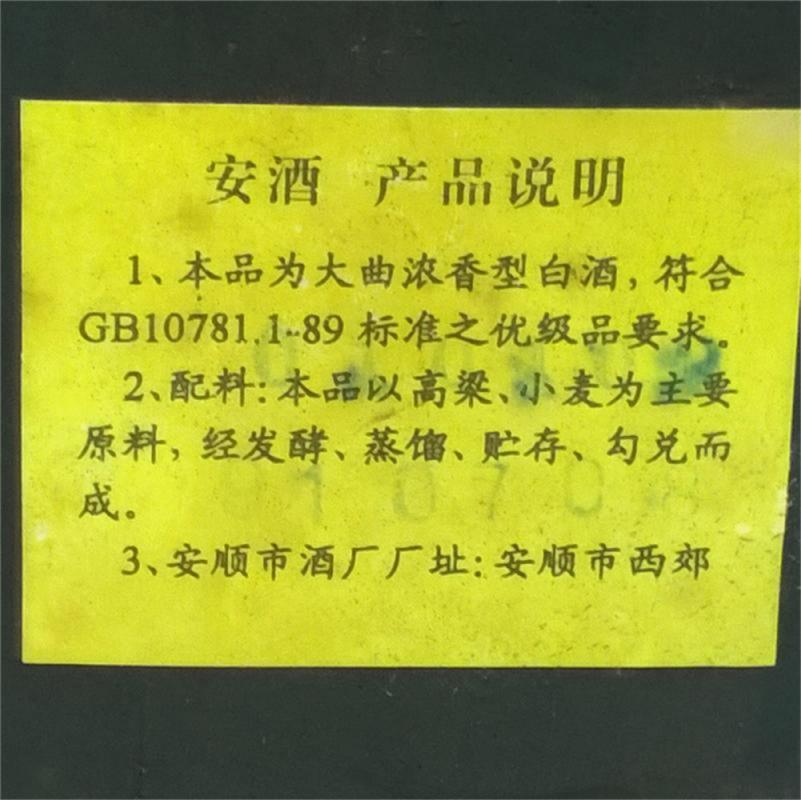 安酒 产品说明
1、本品为大曲浓香型白酒，符合
GB10781.1-89标准之优级品要求。
2、配料：本品以高梁、小麦为主要
原料，经发酵、蒸馏、贮存、勾兑而
成。
3、安顺市酒厂厂址：安顺市西郊